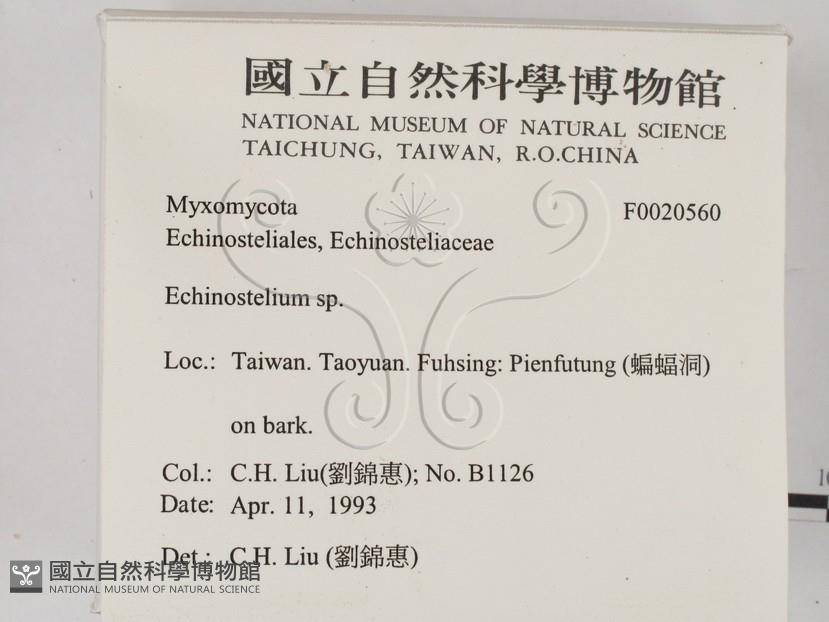 國立自然科學博物館
NATIONAL MUSEUM OF NATURAL SCIENCE
TAICHUNG, TAIWAN, R.O.CHINA
Myxomycota F0020560
Echinosteliales, Echinosteliaceae
Echinostelium sp.
Loc.: Taiwan. Taoyuan. Fuhsing: Pienfutung (蝙蝠洞)
on bark.
Col.: C.H. Liu(劉錦惠); No. B1126
Date: Apr. 11, 1993
Det.: C.H. Liu (劉錦惠)
國立自然科學博物館
NATIONAL MUSEUM OF NATURAL SCIENCE